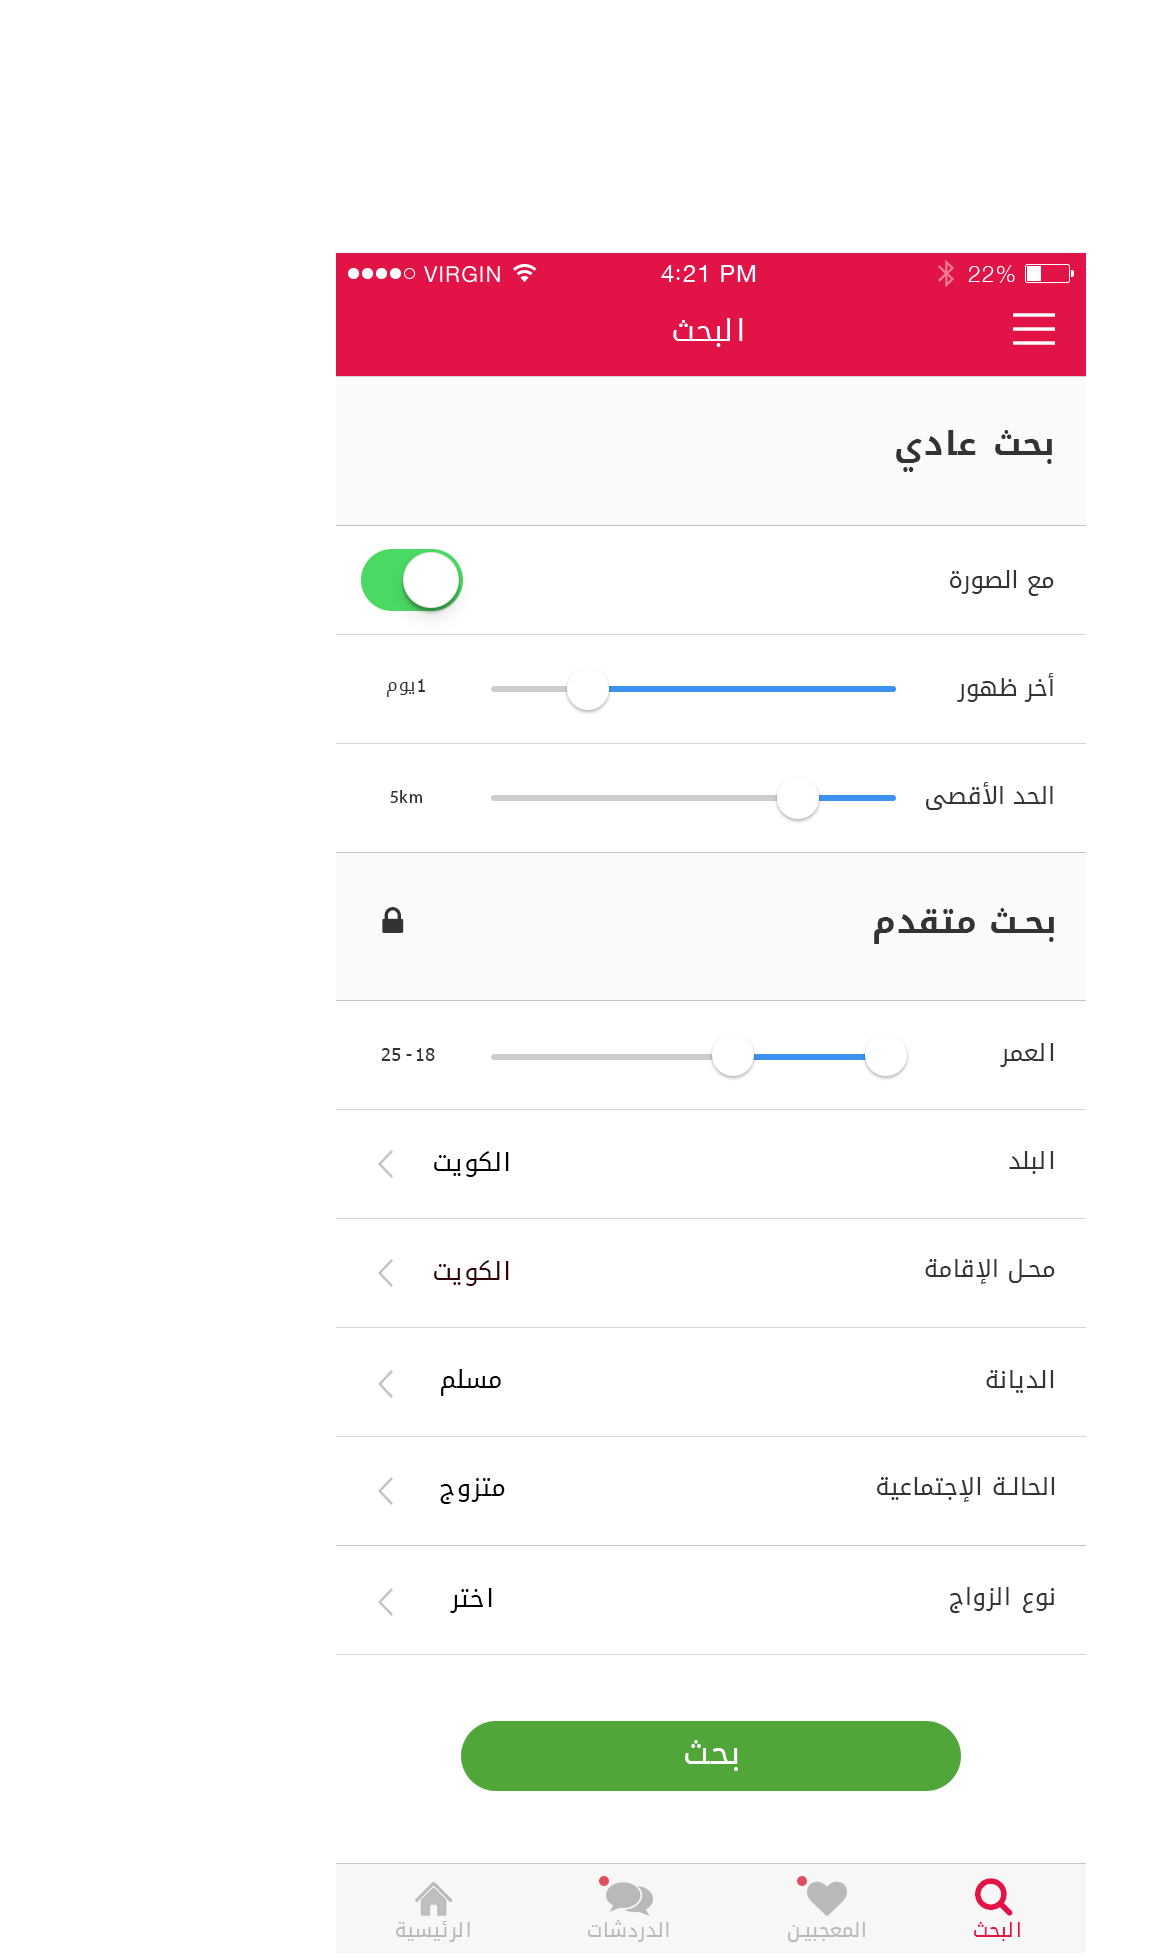 VIRGIN 4:21 PM 22%
البحث
بحث عادي
مع الصورة
أخر ظهور 1يوم
الحد الأقصى 5km
بحث متقدم
العمر 25-18
البلد الكويت
محل الإقامة الكويت
الديانة مسلم
الحالة الإجتماعية متزوج
نوع الزواج اختر
بحث
البحث المعجبين الدردشات الرئيسية